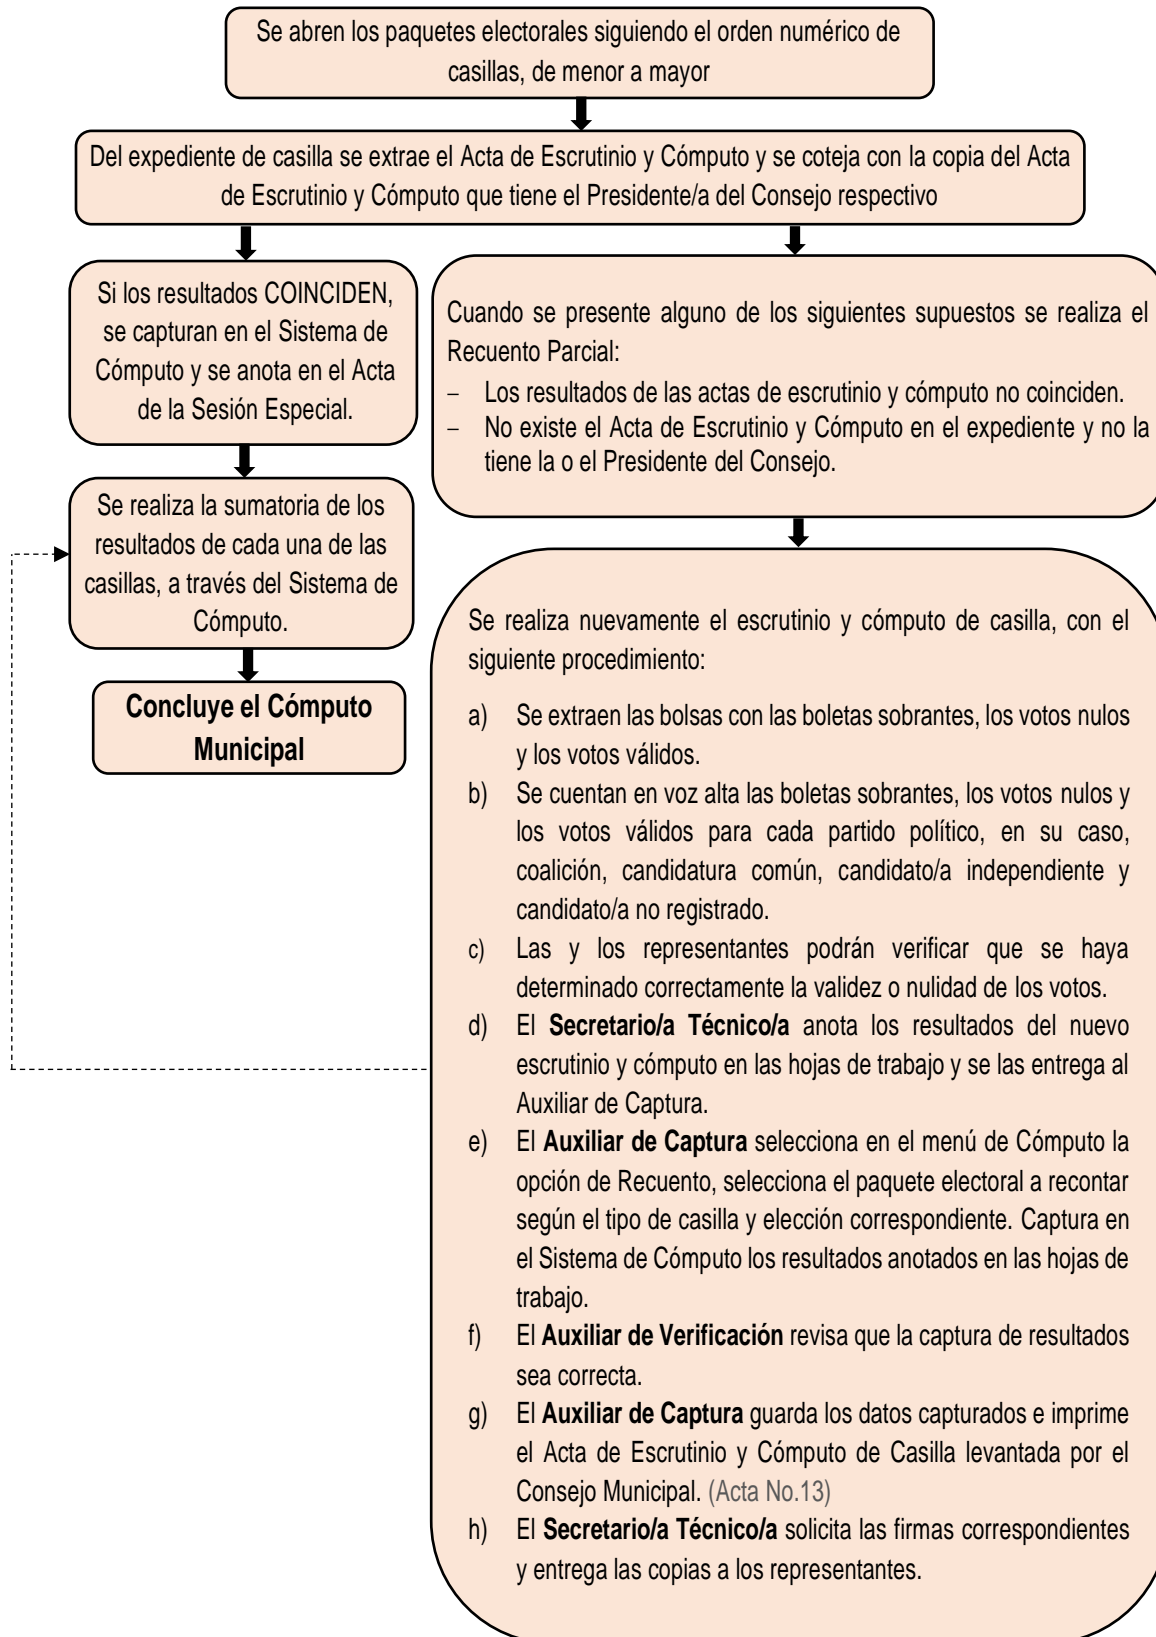 Se abren los paquetes electorales siguiendo el orden numérico de
casillas, de menor a mayor
Del expediente de casilla se extrae el Acta de Escrutinio y Cómputo y se coteja con la copia del Acta
de Escrutinio y Cómputo que tiene el Presidente/a del Consejo respectivo
Si los resultados COINCIDEN,
se capturan en el Sistema de
Cómputo y se anota en el Acta
de la Sesión Especial.
Se realiza la sumatoria de los
resultados de cada una de las
casillas, a través del Sistema de
Cómputo.
Concluye el Cómputo
Municipal
Cuando se presente alguno de los siguientes supuestos se realiza el
Recuento Parcial:
– Los resultados de las actas de escrutinio y cómputo no coinciden.
– No existe el Acta de Escrutinio y Cómputo en el expediente y no la
tiene la o el Presidente del Consejo.
Se realiza nuevamente el escrutinio y cómputo de casilla, con el
siguiente procedimiento:
a) Se extraen las bolsas con las boletas sobrantes, los votos nulos
y los votos válidos.
b) Se cuentan en voz alta las boletas sobrantes, los votos nulos y
los votos válidos para cada partido político, en su caso,
coalición, candidatura común, candidato/a independiente y
candidato/a no registrado.
c) Las y los representantes podrán verificar que se haya
determinado correctamente la validez o nulidad de los votos.
d) El Secretario/a Técnico/a anota los resultados del nuevo
escrutinio y cómputo en las hojas de trabajo y se las entrega al
Auxiliar de Captura.
e) El Auxiliar de Captura selecciona en el menú de Cómputo la
opción de Recuento, selecciona el paquete electoral a recontar
según el tipo de casilla y elección correspondiente. Captura en
el Sistema de Cómputo los resultados anotados en las hojas de
trabajo.
f) El Auxiliar de Verificación revisa que la captura de resultados
sea correcta.
g) El Auxiliar de Captura guarda los datos capturados e imprime
el Acta de Escrutinio y Cómputo de Casilla levantada por el
Consejo Municipal. (Acta No.13)
h) El Secretario/a Técnico/a solicita las firmas correspondientes
y entrega las copias a los representantes.